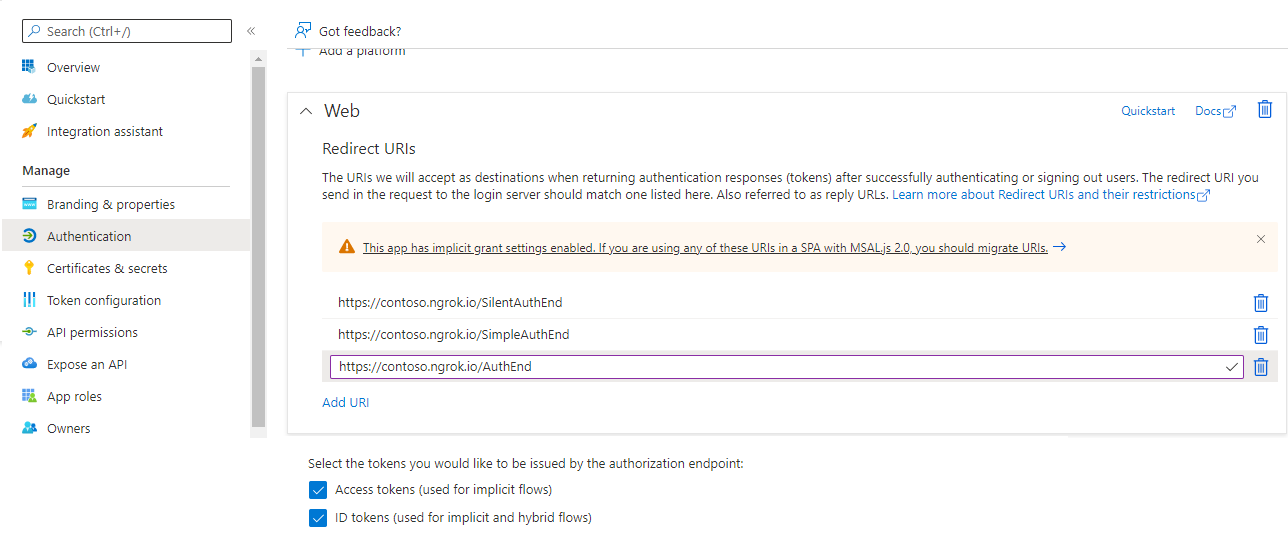 Search (Ctrl+/)
«
Overview
Quickstart
Integration assistant
Manage
Branding & properties
Authentication
Certificates & secrets
Token configuration
API permissions
Expose an API
App roles
Owners
Got feedback?
Add a platform
Web
Quickstart
Docs
Redirect URIs
The URIs we will accept as destinations when returning authentication responses (tokens) after successfully authenticating or signing out users. The redirect URI you
send in the request to the login server should match one listed here. Also referred to as reply URLs. Learn more about Redirect URIs and their restrictions
This app has implicit grant settings enabled. If you are using any of these URIs in a SPA with MSAL.js 2.0, you should migrate URIs.
https://contoso.ngrok.io/SilentAuthEnd
https://contoso.ngrok.io/SimpleAuthEnd
https://contoso.ngrok.io/AuthEnd
Add URI
Select the tokens you would like to be issued by the authorization endpoint:
Access tokens (used for implicit flows)
ID tokens (used for implicit and hybrid flows)